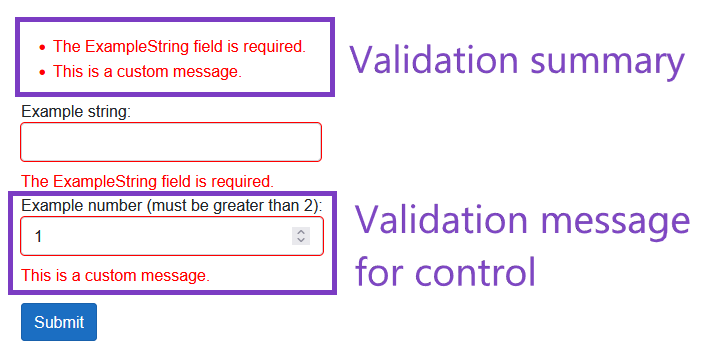 The ExampleString field is required.
This is a custom message.
Validation summary
Example string:
The ExampleString field is required.
Example number (must be greater than 2):
1
This is a custom message.
Validation message
for control
Submit